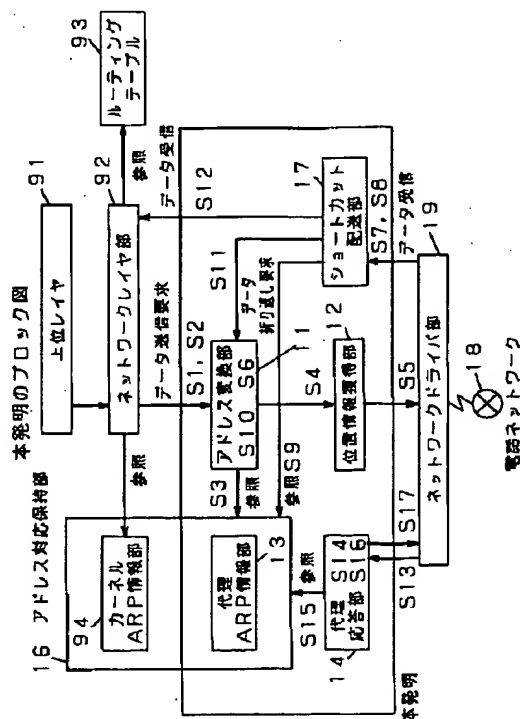 本発明のブロック図
91
上位レイヤ
92
ネットワークレイヤ部
93
ルーティング
テーブル
参照
参照
データ送信要求
データ受信
S12
S1, S2
16 アドレス対応保持部
94
カーネル
ARP情報部
代理
ARP情報部
13
アドレス変換部
S10 S6
11
S3
参照
参照S9
S11
データ
折り返し要求
17
ショートカット
配送部
S7, S8
データ受信
S4
12
位置情報獲得部
S5
S15
参照
代理
応答部
14
S14
S16
S13
S17
19
ネットワークドライバ部
18
電話ネットワーク
本発明